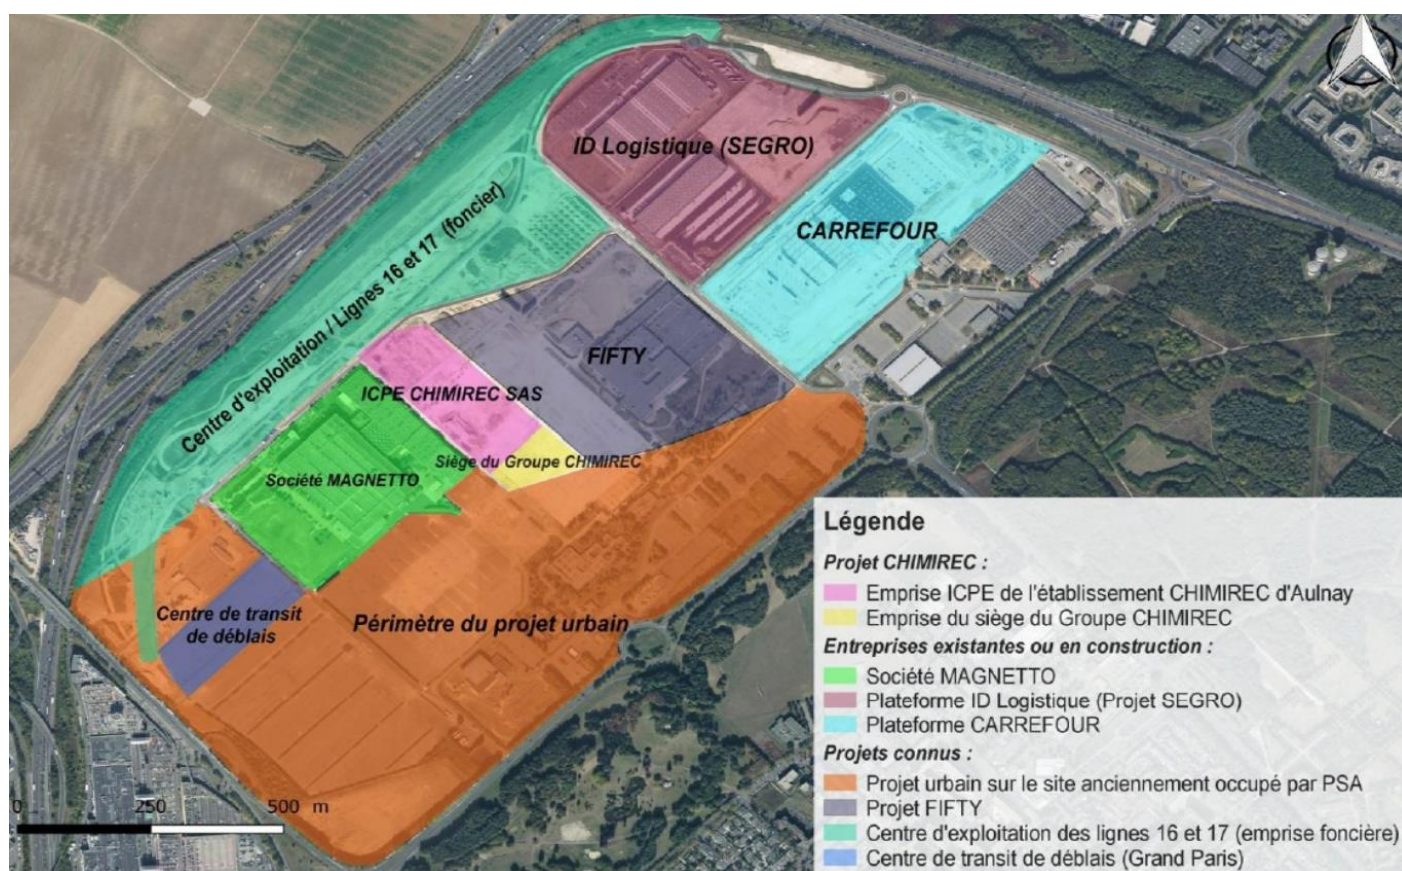 ID Logistique (SEGRO)
CARREFOUR
Centre d'exploitation / Lignes 16 et 17 (foncier)
FIFTY
ICPE CHIMIREC SAS
Siège du Groupe CHIMIREC
Société MAGNETTO
Centre de transit
de déblais
Périmètre du projet urbain
0 250 500 m
Légende
Projet CHIMIREC :
Emprise ICPE de l'établissement CHIMIREC d'Aulnay
Emprise du siège du Groupe CHIMIREC
Entreprises existantes ou en construction :
Société MAGNETTO
Plateforme ID Logistique (Projet SEGRO)
Plateforme CARREFOUR
Projets connus :
Projet urbain sur le site anciennement occupé par PSA
Projet FIFTY
Centre d'exploitation des lignes 16 et 17 (emprise foncière)
Centre de transit de déblais (Grand Paris)